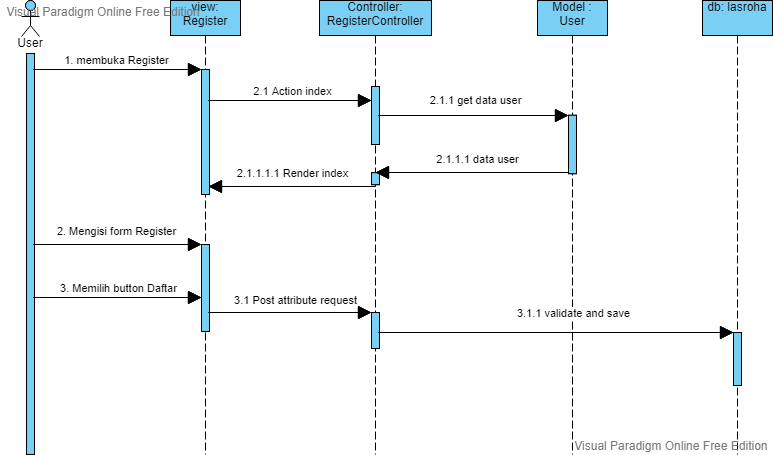 Visual Paradigm Online Free Edition
User
view:
Register
Controller:
RegisterController
Model :
User
db: lasroha
1. membuka Register
2.1 Action index
2.1.1 get data user
2.1.1.1 data user
2.1.1.1.1 Render index
2. Mengisi form Register
3. Memilih button Daftar
3.1 Post attribute request
3.1.1 validate and save
Visual Paradigm Online Free Edition